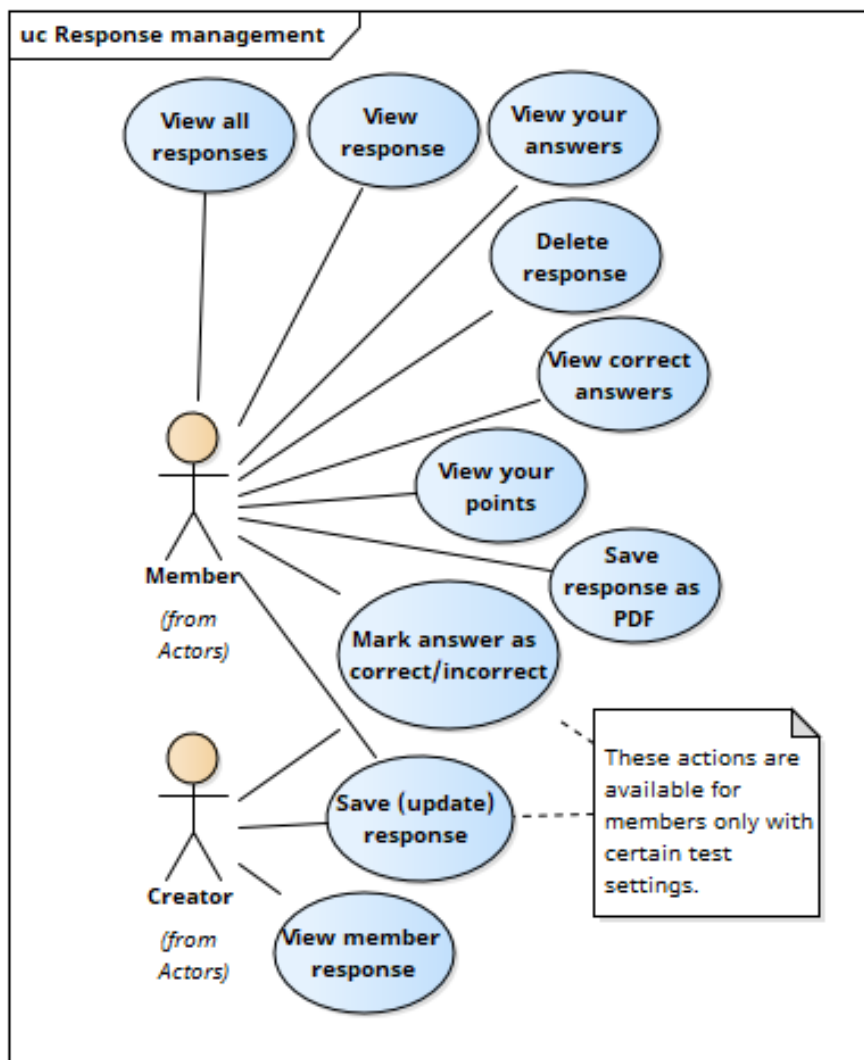 uc Response management
View all
responses
View
response
View your
answers
Delete
response
View correct
answers
View your
points
Save
response as
PDF
Member
(from
Actors)
Mark answer as
correct/incorrect
These actions are
available for
members only with
certain test
settings.
Save (update)
response
Creator
(from
Actors)
View member
response